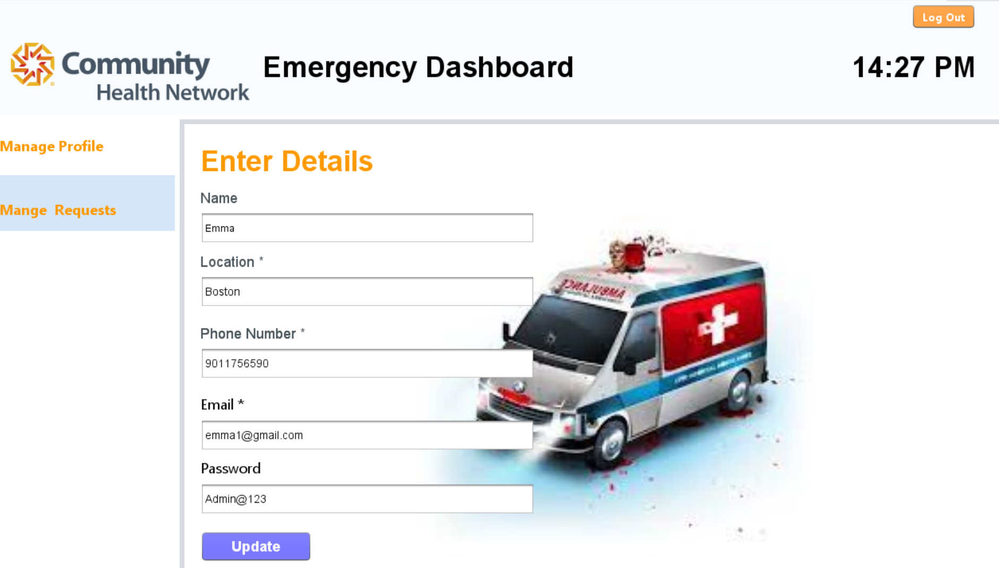 Log Out
Community
Health Network
Emergency Dashboard
14:27 PM
Manage Profile
Mange Requests
Enter Details
Name
Emma
Location *
Boston
Phone Number *
9011756590
Email *
emma1@gmail.com
Password
Admin@123
Update
AMBULANCE